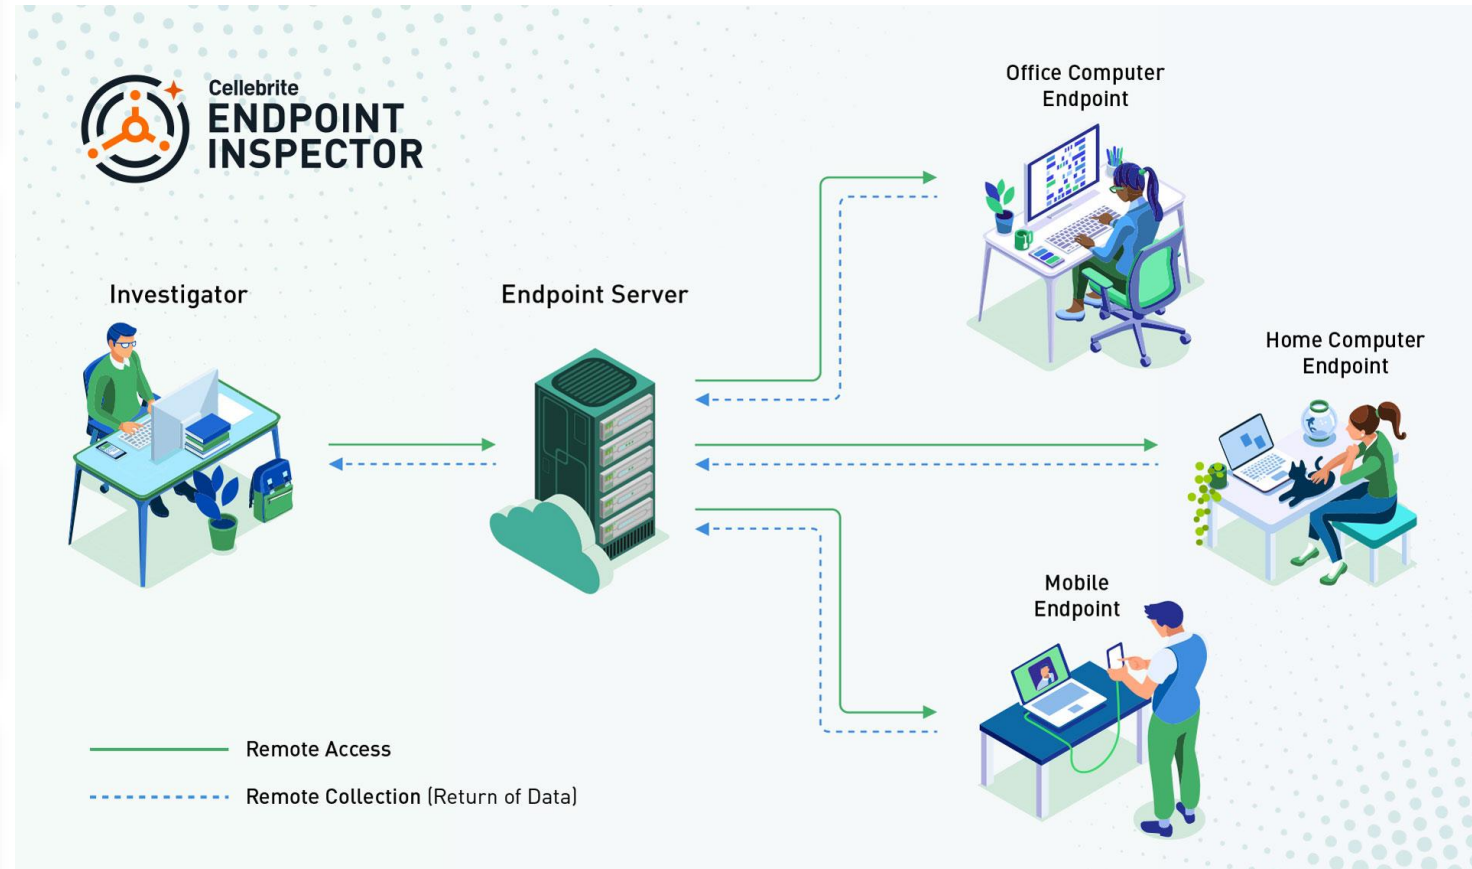 Cellebrite
ENDPOINT
INSPECTOR
Office Computer
Endpoint
Investigator
Endpoint Server
Home Computer
Endpoint
Mobile
Endpoint
Remote Access
Remote Collection (Return of Data)